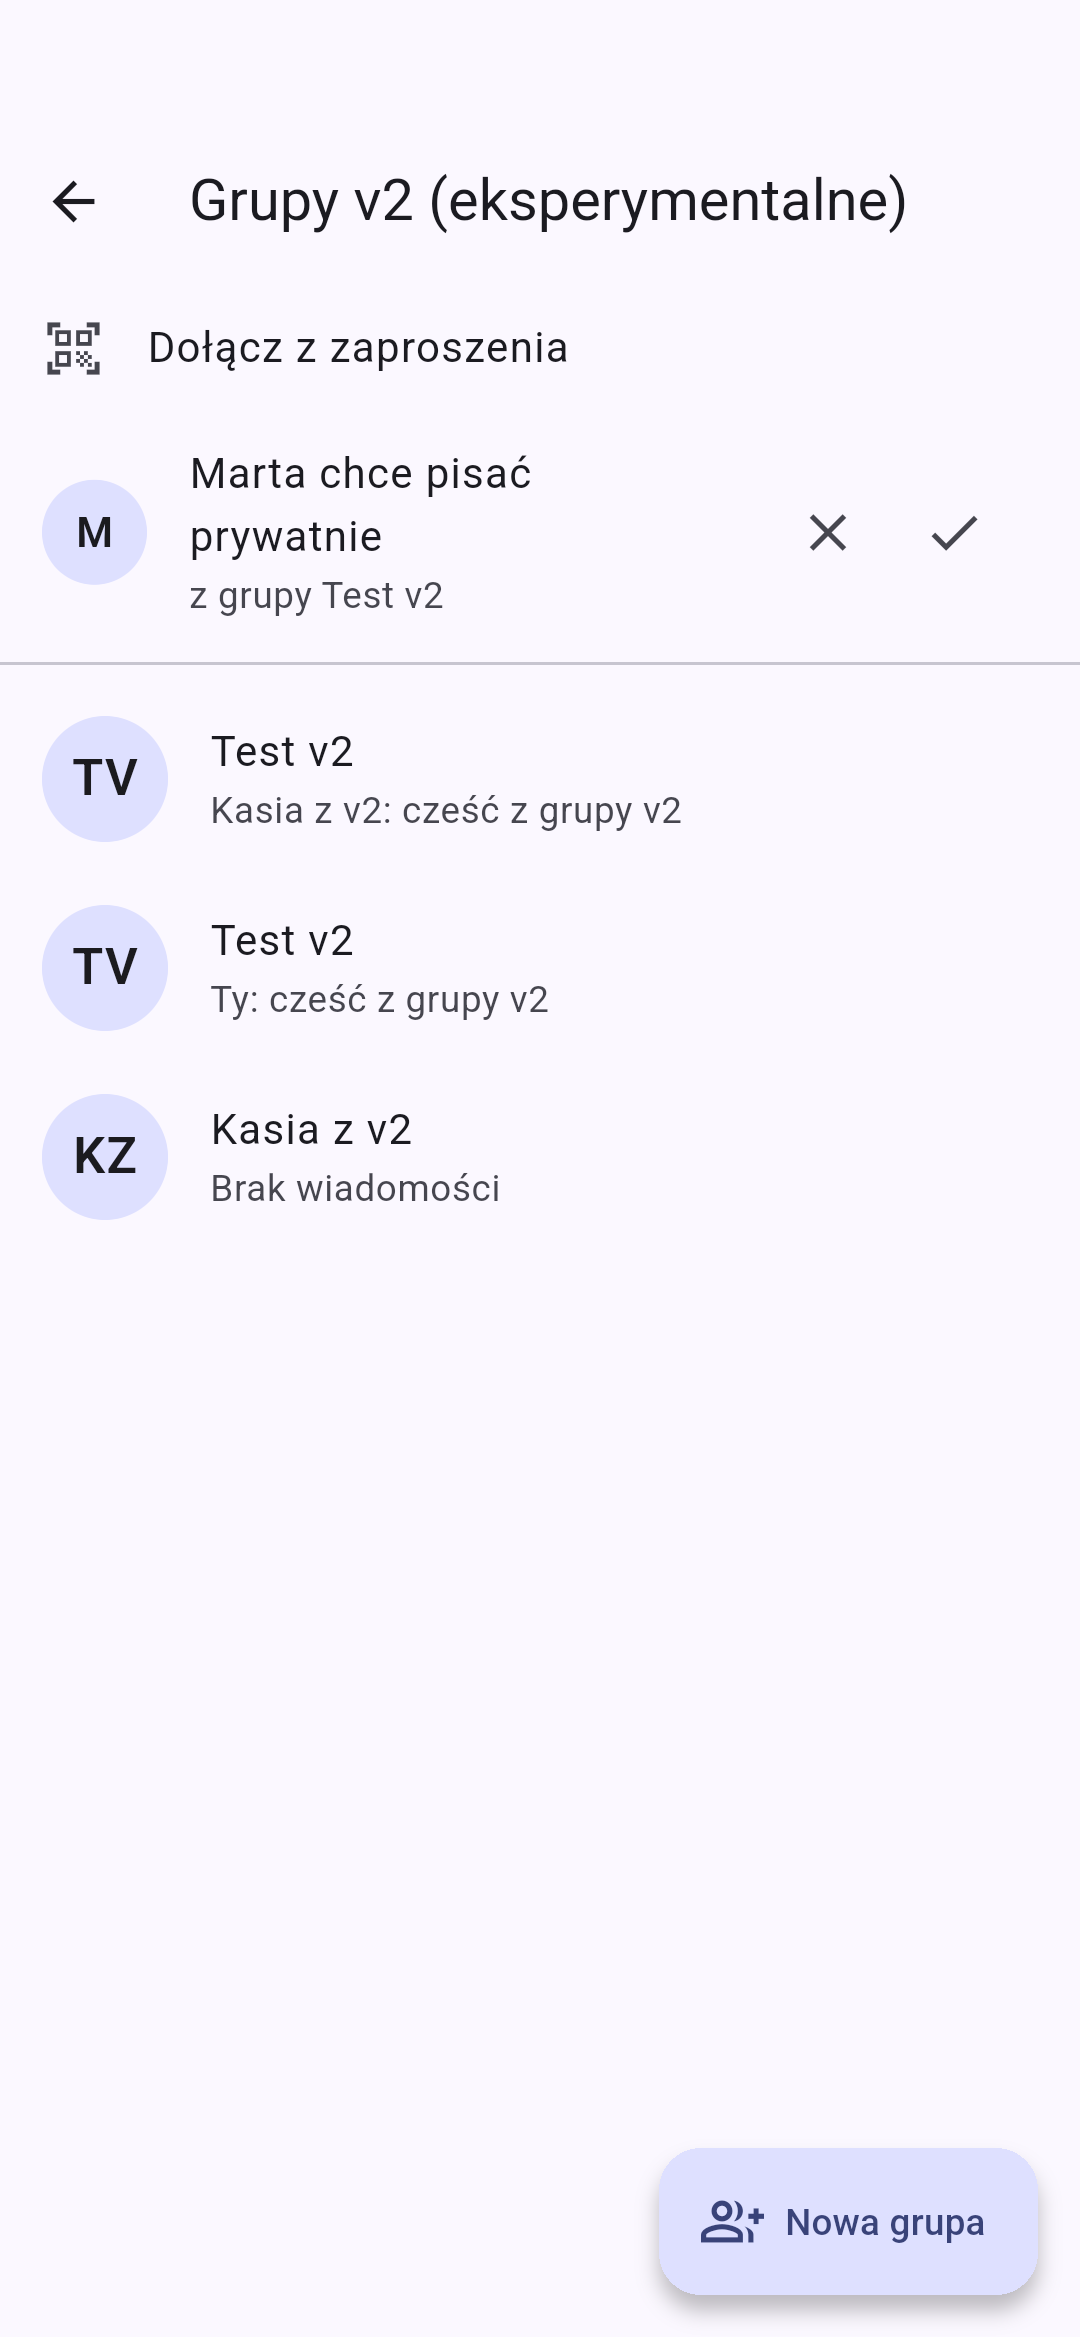 Grupy v2 (eksperymentalne)
Dołącz z zaproszenia
M
Marta chce pisać
prywatnie
z grupy Test v2
TV
Test v2
Kasia z v2: cześć z grupy v2
TV
Test v2
Ty: cześć z grupy v2
KZ
Kasia z v2
Brak wiadomości
Nowa grupa